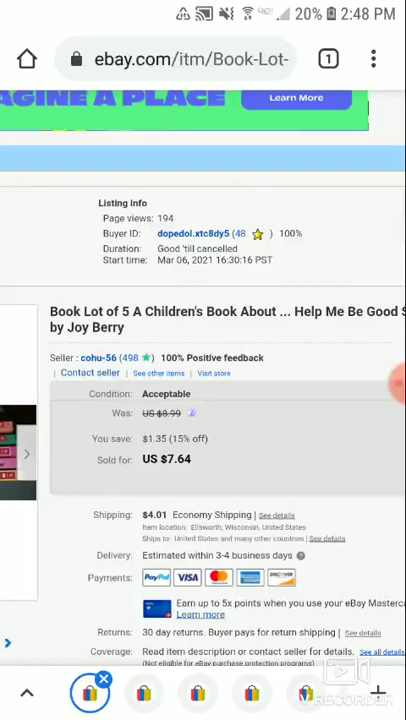 20% 2:48 PM
ebay.com/itm/Book-Lot-
1
AGINE A PLACE
Learn More
Listing Info
Page views: 194
Buyer ID: dopedol.xtc8dy5 (48 ) 100%
Duration: Good 'till cancelled
Start time: Mar 06, 2021 16:30:16 PST
Book Lot of 5 A Children's Book About ... Help Me Be Good S
by Joy Berry
Seller : cohu-56 (498 ) 100% Positive feedback
| Contact seller | See other items | Visit store
Condition: Acceptable
Was: US $8.99
You save: $1.35 (15% off)
Sold for: US $7.64
Shipping: $4.01 Economy Shipping | See details
Item location: Ellsworth, Wisconsin, United States
Ships to: United States and many other countries | See details
Delivery: Estimated within 3-4 business days
Payments: PayPal VISA DISCOVER
Earn up to 5x points when you use your eBay Masterca
Learn more
Returns: 30 day returns. Buyer pays for return shipping | See details
Coverage: Read item description or contact seller for details. See all details
(Not eligible for eBay purchase protection programs)
RECORDER